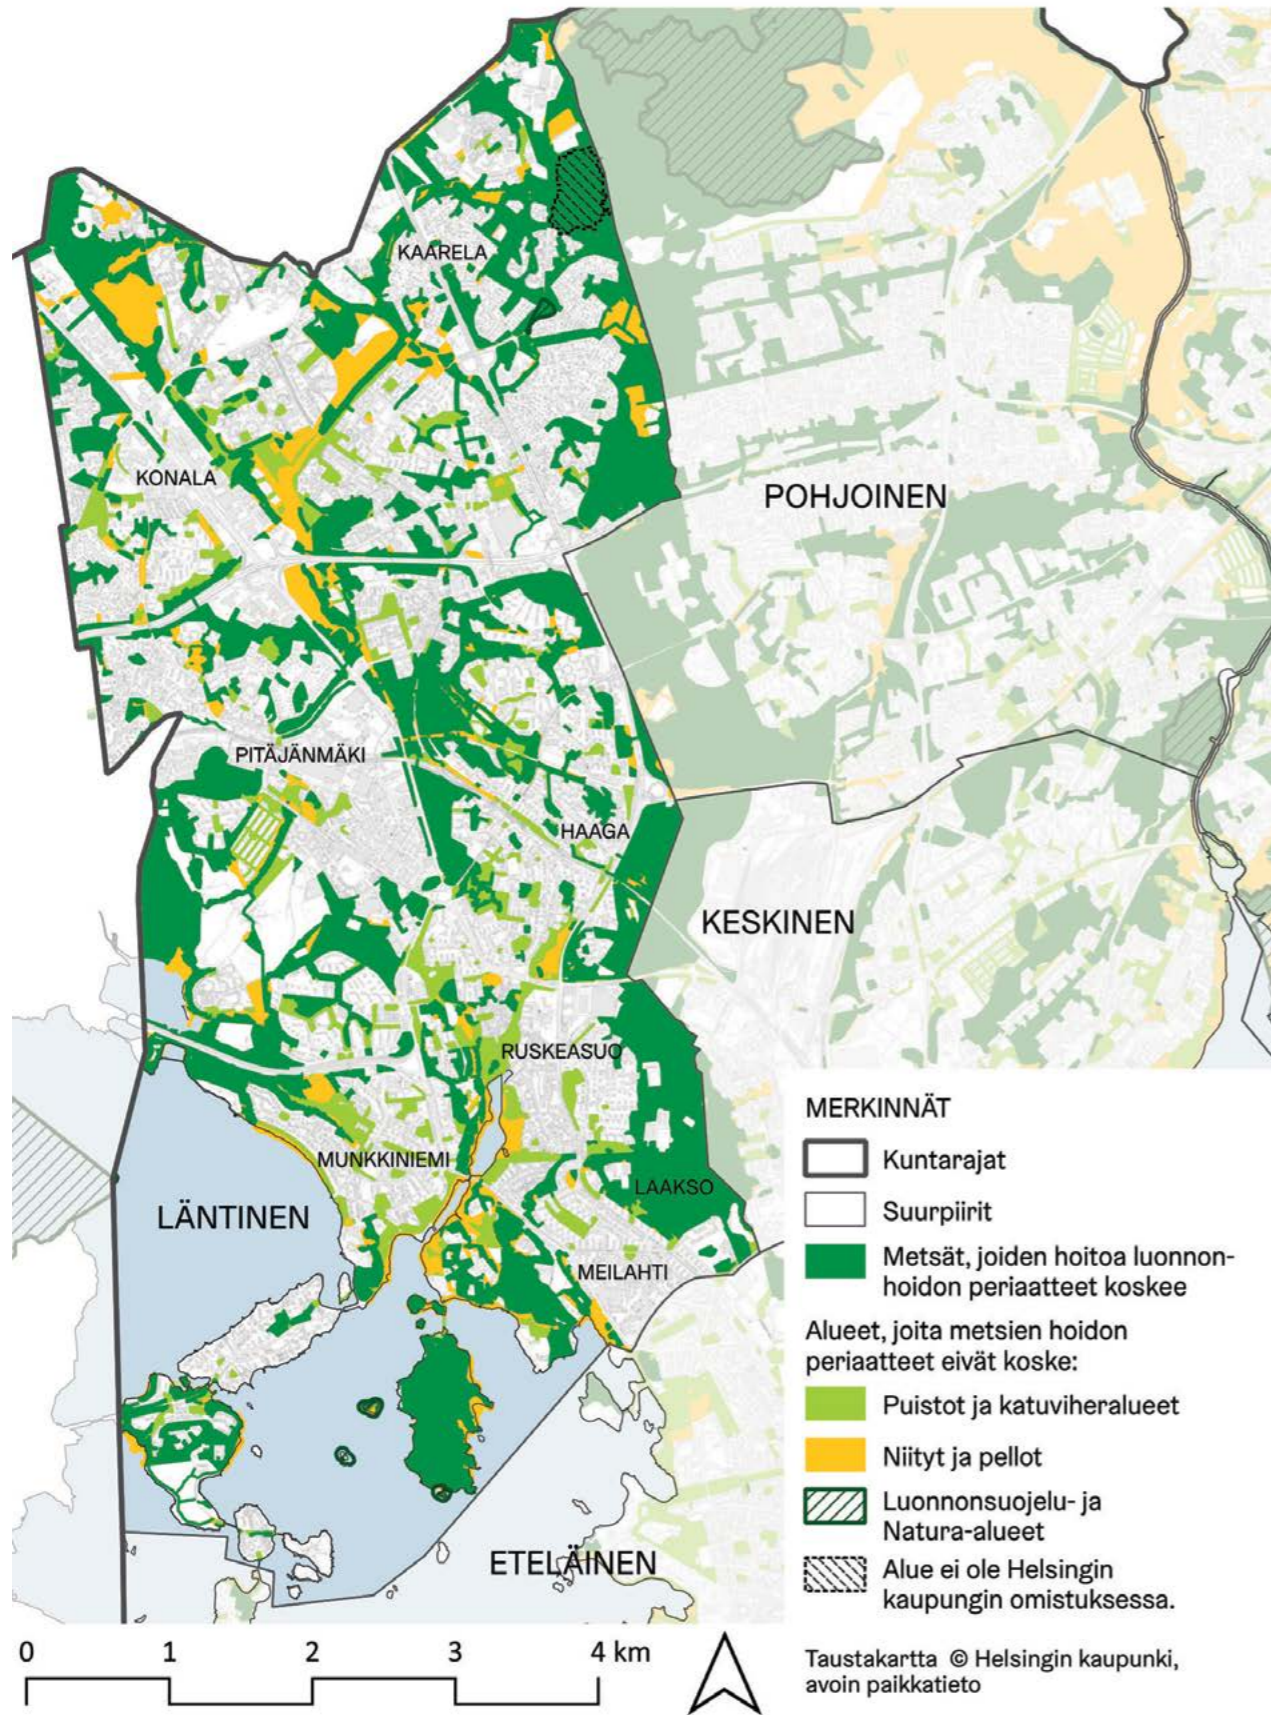 KAARELA
KONALA
POHJOINEN
PITÄJÄNMÄKI
HAAGA
KESKINEN
RUSKEASUO
MUNKKINIEMI
LAAKSO
LÄNTINEN
MEILAHTI
ETELÄINEN
MERKINNÄT
Kuntarajat
Suurpiirit
Metsät, joiden hoitoa luonnon-
hoidon periaatteet koskee
Alueet, joita metsien hoidon
periaatteet eivät koske:
Puistot ja katuviheralueet
Niityt ja pellot
Luonnonsuojelu- ja
Natura-alueet
Alue ei ole Helsingin
kaupungin omistuksessa.
0 1 2 3 4 km
Taustakartta © Helsingin kaupunki,
avoin paikkatieto